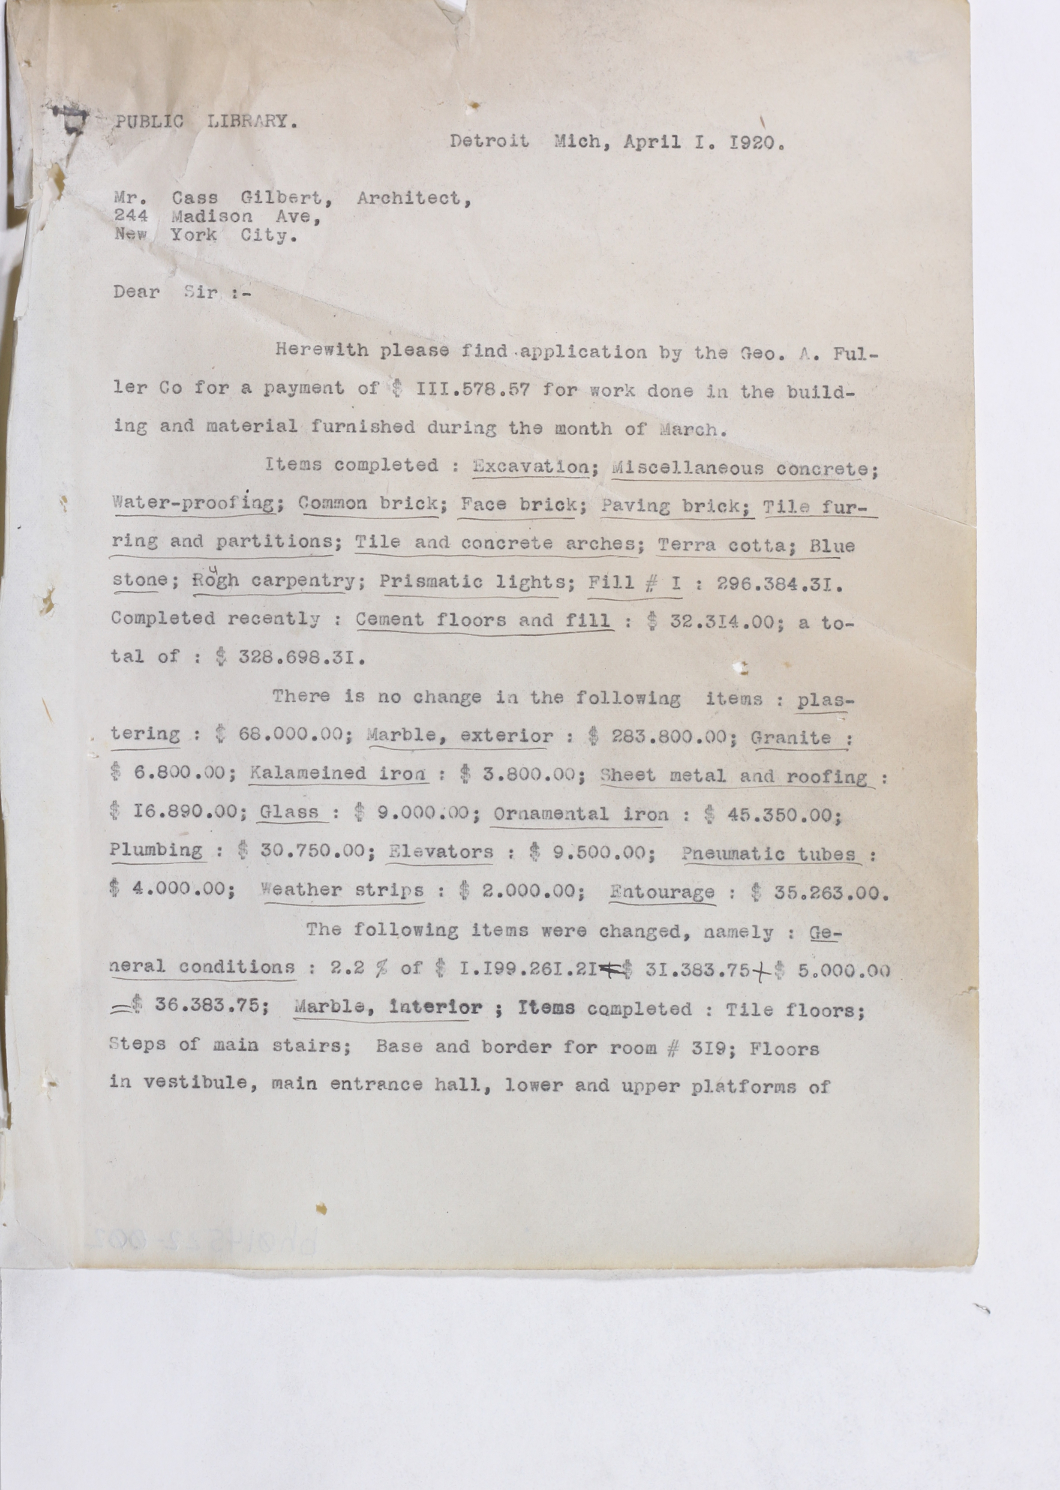 PUBLIC LIBRARY.
Detroit Mich, April I. I920.
Mr. Cass Gilbert, Architect,
244 Madison Ave,
New York City.
Dear Sir :-
Herewith please find application by the Geo. A. Ful-
ler Co for a payment of $ III.578.57 for work done in the build-
ing and material furnished during the month of March.
Items completed : Excavation; Miscellaneous concrete;
Water-proofing; Common brick; Face brick; Paving brick; Tile fur-
ring and partitions; Tile and concrete arches; Terra cotta; Blue
stone; Rough carpentry; Prismatic lights; Fill # I : 296.384.3I.
Completed recently : Cement floors and fill : $ 32.3I4.00; a to-
tal of : $ 328.698.3I.
There is no change in the following items : plas-
tering : $ 68.000.00; Marble, exterior : $ 283.800.00; Granite :
$ 6.800.00; Kalameined iron : $ 3.800.00; Sheet metal and roofing :
$ I6.890.00; Glass : $ 9.000.00; Ornamental iron : $ 45.350.00;
Plumbing : $ 30.750.00; Elevators : $ 9.500.00; Pneumatic tubes :
$ 4.000.00; Weather strips : $ 2.000.00; Entourage : $ 35.263.00.
The following items were changed, namely : Ge-
neral conditions : 2.2 % of $ I.I99.26I.2I = $ 3I.383.75 + $ 5.000.00
= $ 36.383.75; Marble, interior ; Items completed : Tile floors;
Steps of main stairs; Base and border for room # 3I9; Floors
in vestibule, main entrance hall, lower and upper platforms of